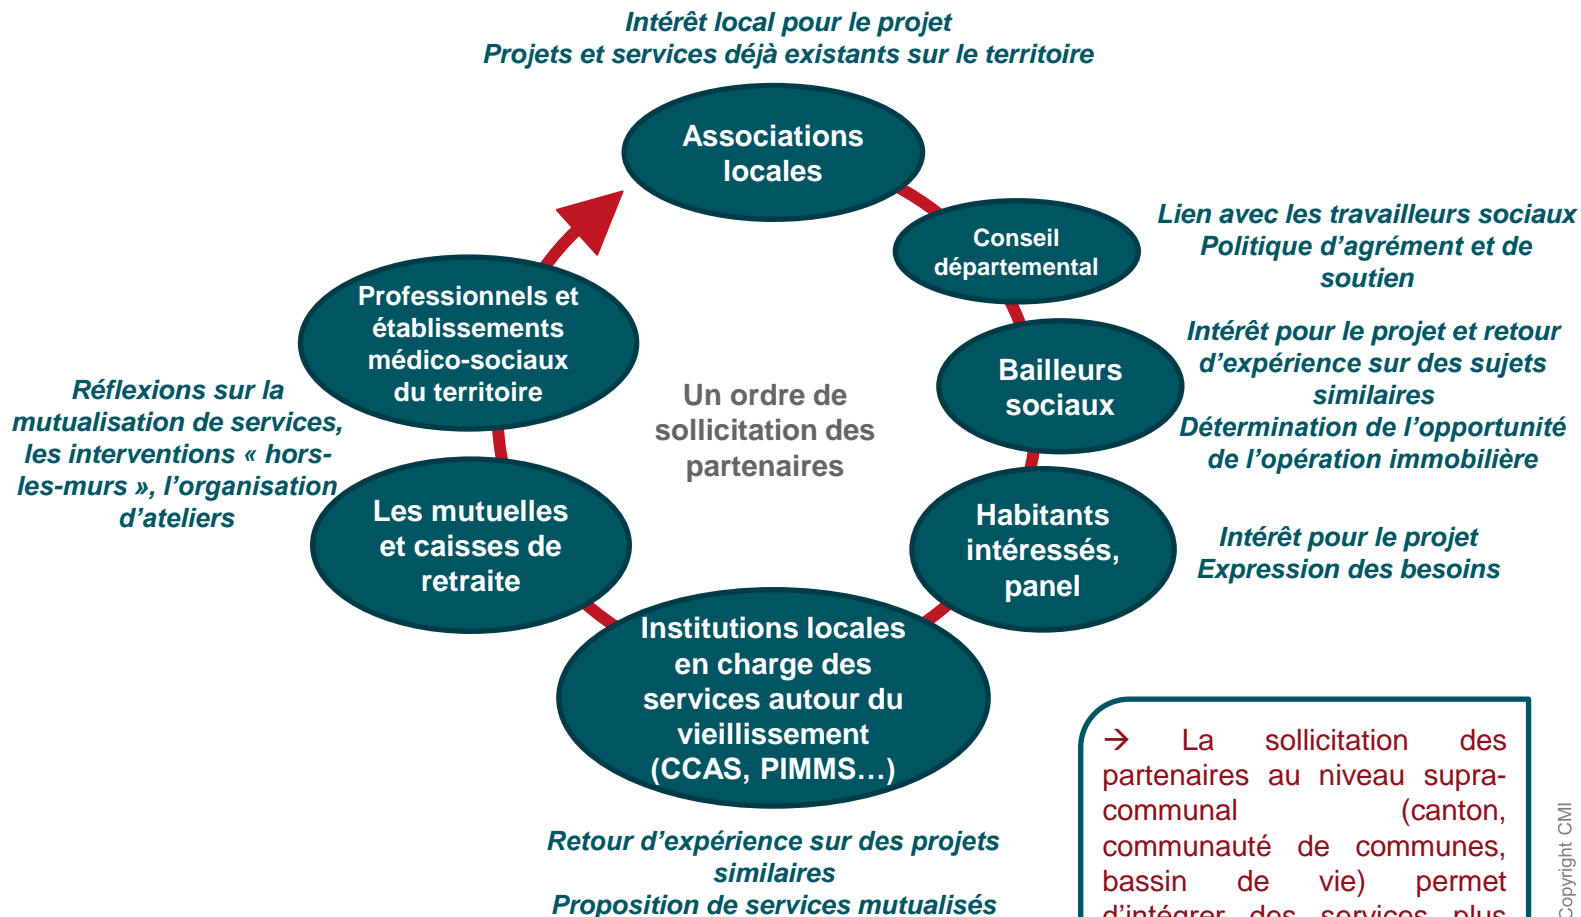 Intérêt local pour le projet
Projets et services déjà existants sur le territoire
Associations
locales
Conseil
départemental
Lien avec les travailleurs sociaux
Politique d’agrément et de
soutien
Bailleurs
sociaux
Intérêt pour le projet et retour
d’expérience sur des sujets
similaires
Détermination de l’opportunité
de l’opération immobilière
Habitants
intéressés,
panel
Intérêt pour le projet
Expression des besoins
Institutions locales
en charge des
services autour du
vieillissement
(CCAS, PIMMS…)
Retour d’expérience sur des projets
similaires
Proposition de services mutualisés
Les mutuelles
et caisses de
retraite
Professionnels et
établissements
médico-sociaux
du territoire
Réflexions sur la
mutualisation de services,
les interventions « hors-
les-murs », l’organisation
d’ateliers
Un ordre de
sollicitation des
partenaires
→ La sollicitation des
partenaires au niveau supra-
communal (canton,
communauté de communes,
bassin de vie) permet
d’intégrer des services plus
Copyright CMI